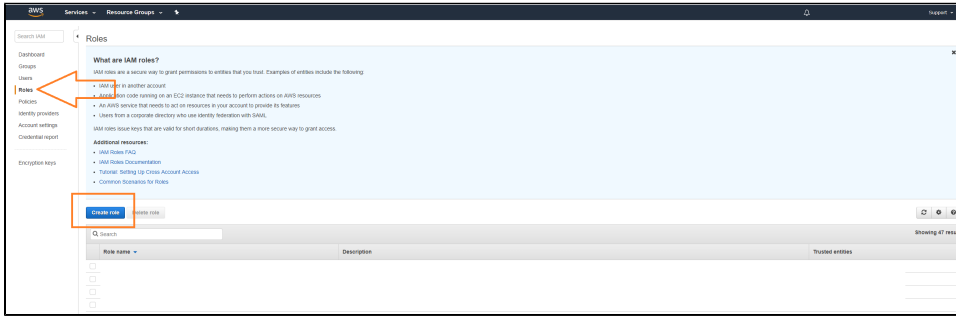 aws Services Resource Groups Support
Search IAM
Dashboard
Groups
Users
Roles
Policies
Identity providers
Account settings
Credential report
Encryption keys
Roles
What are IAM roles?
IAM roles are a secure way to grant permissions to entities that you trust. Examples of entities include the following:
• IAM user in another account
• Application code running on an EC2 instance that needs to perform actions on AWS resources
• An AWS service that needs to act on resources in your account to provide its features
• Users from a corporate directory who use identity federation with SAML
IAM roles issue keys that are valid for short durations, making them a more secure way to grant access.
Additional resources:
• IAM Roles FAQ
• IAM Roles Documentation
• Tutorial: Setting Up Cross Account Access
• Common Scenarios for Roles
Create role Delete role
Search Showing 47 resu
Role name Description Trusted entities